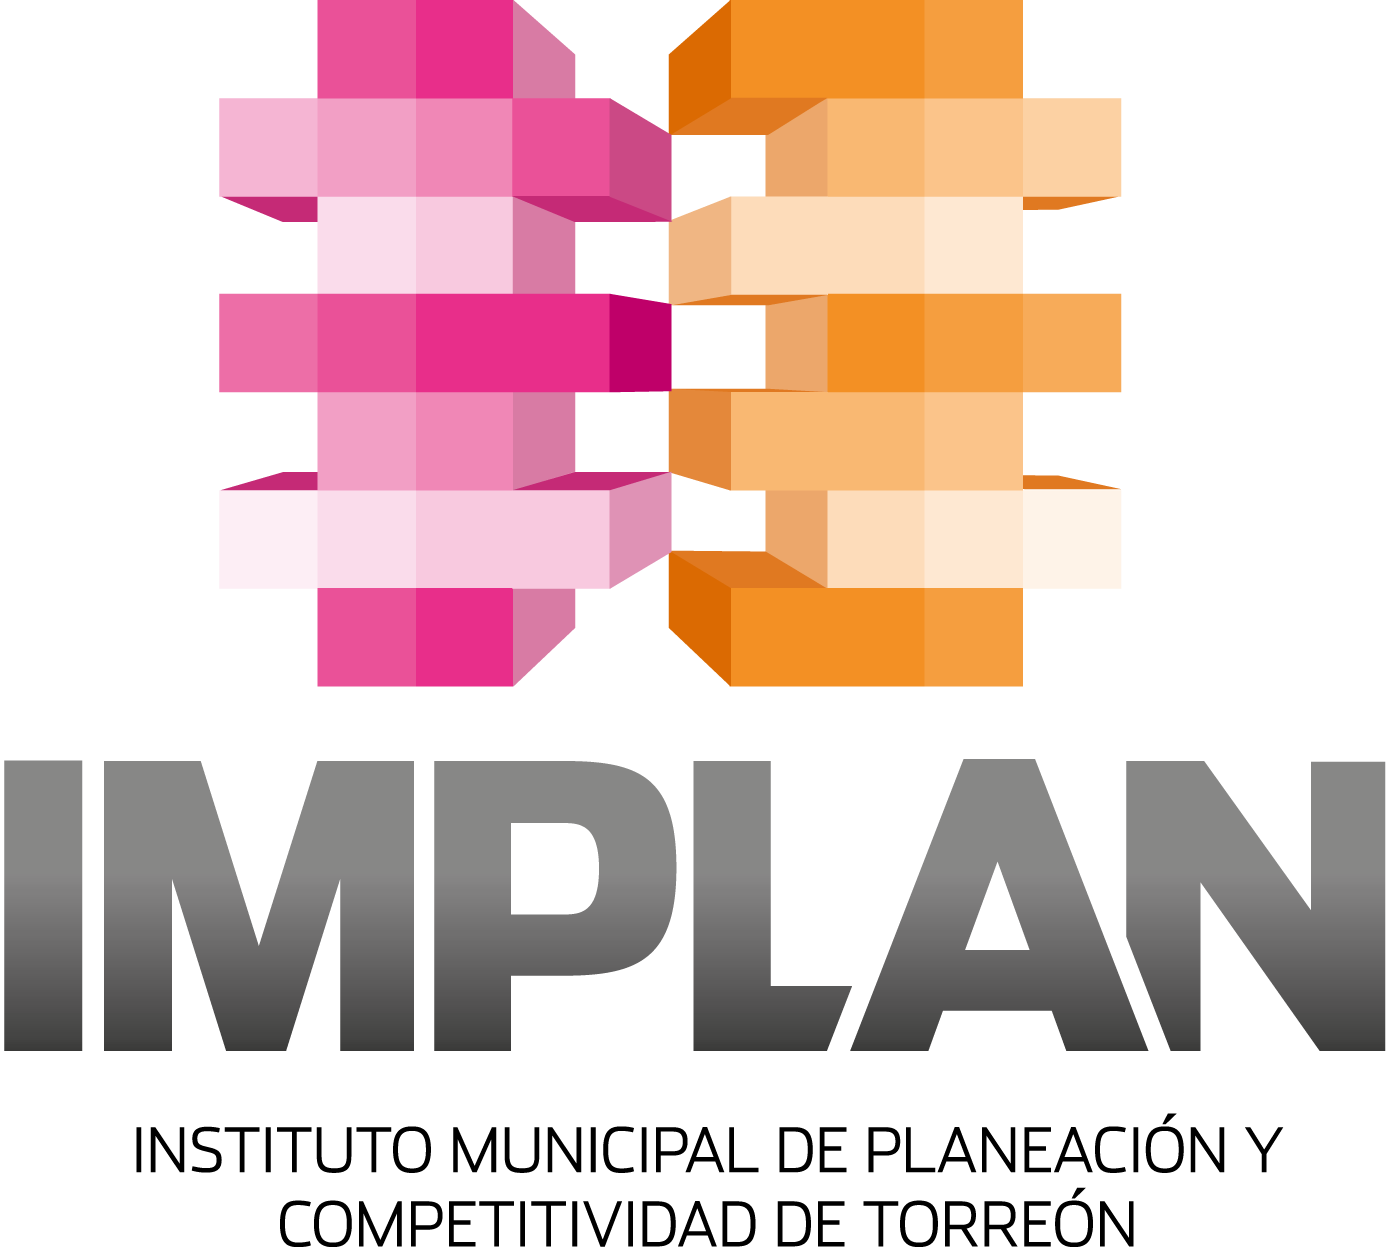 IMPLAN
INSTITUTO MUNICIPAL DE PLANEACIÓN Y
COMPETITIVIDAD DE TORREÓN